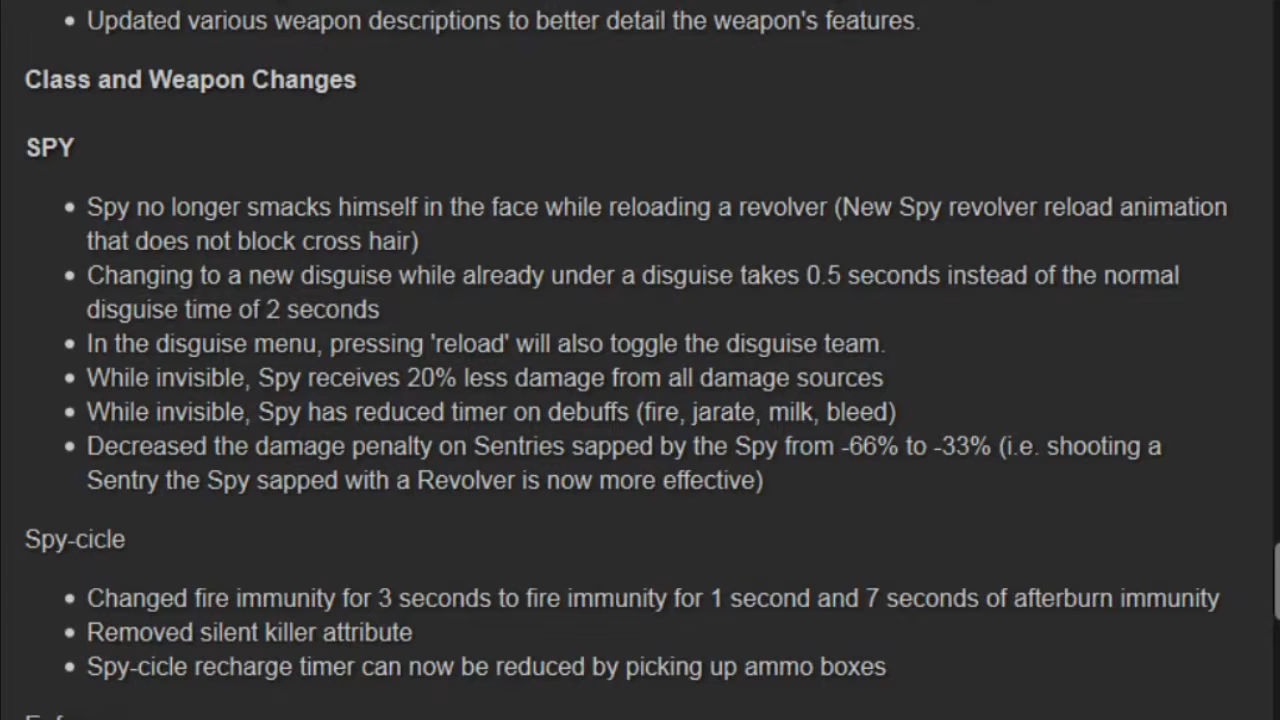 • Updated various weapon descriptions to better detail the weapon's features.
Class and Weapon Changes
SPY
• Spy no longer smacks himself in the face while reloading a revolver (New Spy revolver reload animation
that does not block cross hair)
• Changing to a new disguise while already under a disguise takes 0.5 seconds instead of the normal
disguise time of 2 seconds
• In the disguise menu, pressing 'reload' will also toggle the disguise team.
• While invisible, Spy receives 20% less damage from all damage sources
• While invisible, Spy has reduced timer on debuffs (fire, jarate, milk, bleed)
• Decreased the damage penalty on Sentries sapped by the Spy from -66% to -33% (i.e. shooting a
Sentry the Spy sapped with a Revolver is now more effective)
Spy-cicle
• Changed fire immunity for 3 seconds to fire immunity for 1 second and 7 seconds of afterburn immunity
• Removed silent killer attribute
• Spy-cicle recharge timer can now be reduced by picking up ammo boxes